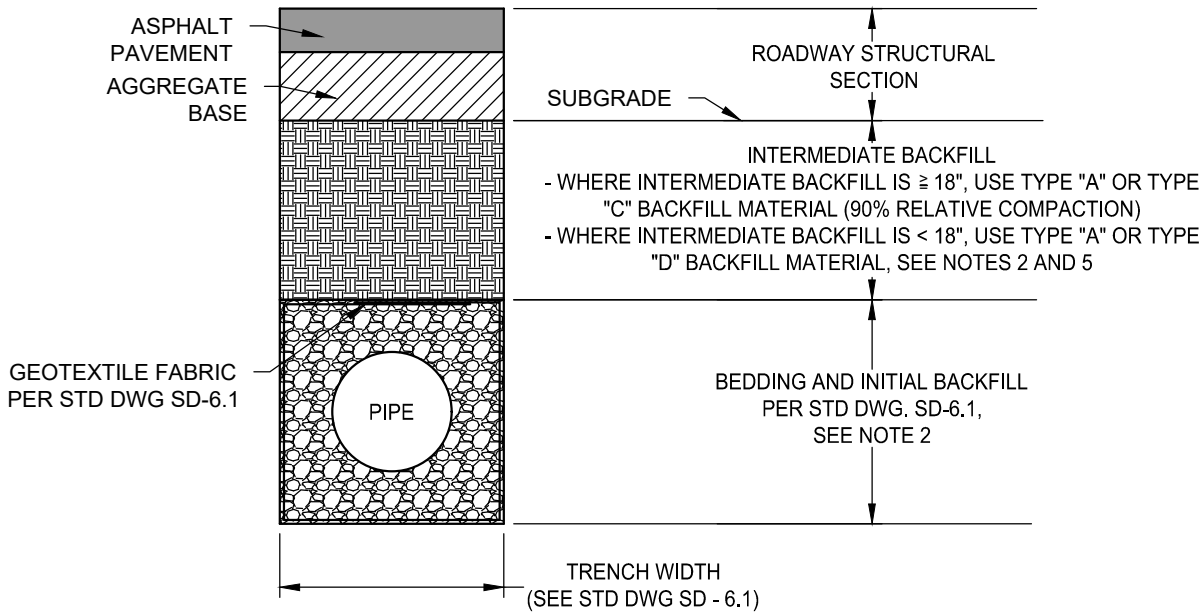 ASPHALT
PAVEMENT
AGGREGATE
BASE
ROADWAY STRUCTURAL
SECTION
SUBGRADE
INTERMEDIATE BACKFILL
- WHERE INTERMEDIATE BACKFILL IS ≧ 18", USE TYPE "A" OR TYPE
"C" BACKFILL MATERIAL (90% RELATIVE COMPACTION)
- WHERE INTERMEDIATE BACKFILL IS < 18", USE TYPE "A" OR TYPE
"D" BACKFILL MATERIAL, SEE NOTES 2 AND 5
GEOTEXTILE FABRIC
PER STD DWG SD-6.1
PIPE
BEDDING AND INITIAL BACKFILL
PER STD DWG. SD-6.1,
SEE NOTE 2
TRENCH WIDTH
(SEE STD DWG SD - 6.1)